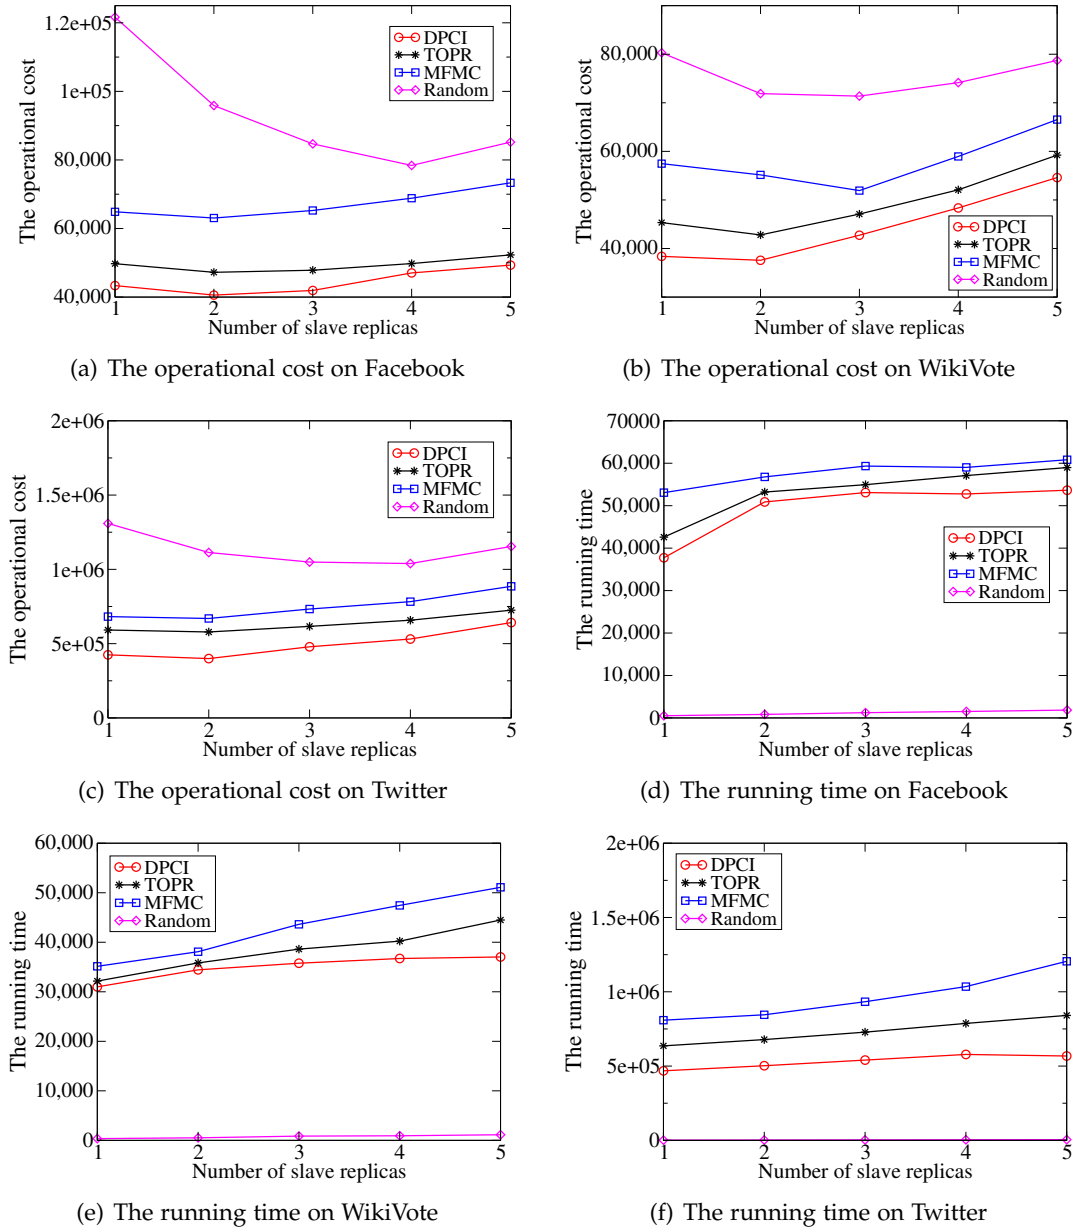 1.2e+05
1e+05
80,000
60,000
40,000
The operational cost
DPCI
TOPR
MFMC
Random
1 2 3 4 5
Number of slave replicas
(a) The operational cost on Facebook
80,000
60,000
40,000
The operational cost
DPCI
TOPR
MFMC
Random
1 2 3 4 5
Number of slave replicas
(b) The operational cost on WikiVote
2e+06
1.5e+06
1e+06
5e+05
0
The operational cost
DPCI
TOPR
MFMC
Random
1 2 3 4 5
Number of slave replicas
(c) The operational cost on Twitter
70000
60,000
50,000
40,000
30,000
20,000
10,000
0
The running time
DPCI
TOPR
MFMC
Random
1 2 3 4 5
Number of slave replicas
(d) The running time on Facebook
60,000
50,000
40,000
30,000
20,000
10,000
0
The running time
DPCI
TOPR
MFMC
Random
1 2 3 4 5
Number of slave replicas
(e) The running time on WikiVote
2e+06
1.5e+06
1e+06
5e+05
0
The running time
DPCI
TOPR
MFMC
Random
1 2 3 4 5
Number of slave replicas
(f) The running time on Twitter